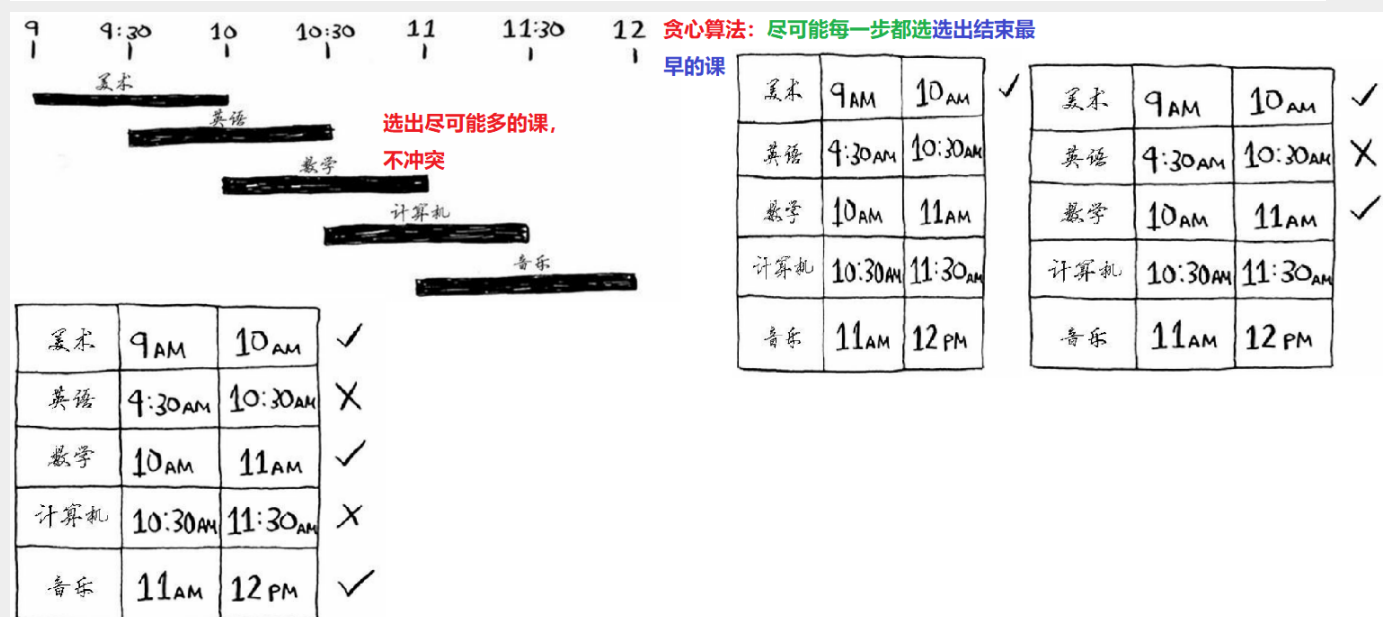 9 9:30 10 10:30 11 11:30 12
美术
英语
数学
计算机
音乐
选出尽可能多的课，
不冲突
贪心算法：尽可能每一步都选选出结束最
早的课
美术 9AM 10AM ✓
英语 9:30AM 10:30AM
数学 10AM 11AM
计算机 10:30AM 11:30AM
音乐 11AM 12PM
美术 9AM 10AM ✓
英语 9:30AM 10:30AM X
数学 10AM 11AM ✓
计算机 10:30AM 11:30AM
音乐 11AM 12PM
美术 9AM 10AM ✓
英语 9:30AM 10:30AM X
数学 10AM 11AM ✓
计算机 10:30AM 11:30AM X
音乐 11AM 12PM ✓